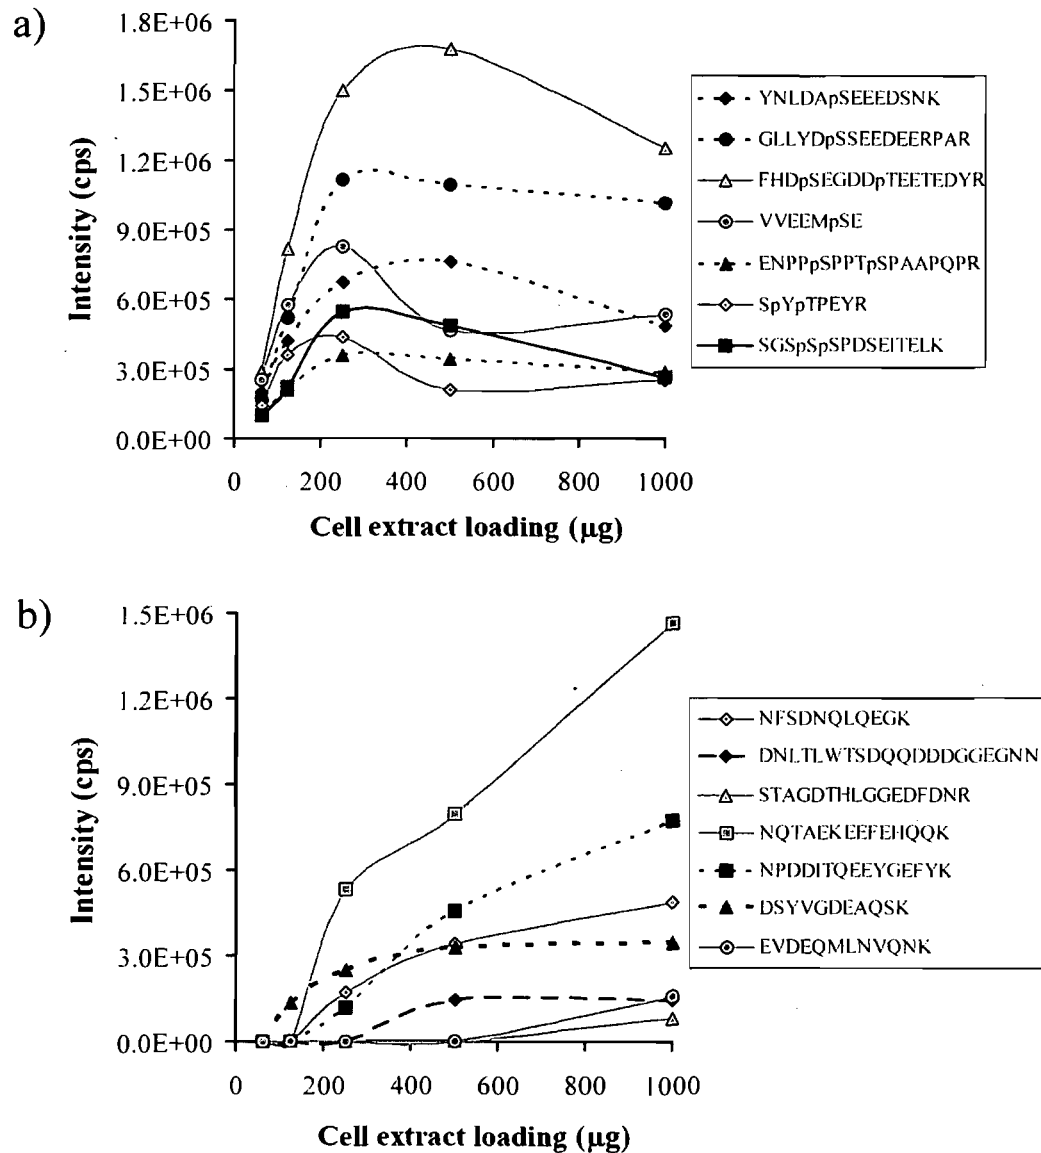 a)
1.8E+06
1.5E+06
1.2E+06
9.0E+05
6.0E+05
3.0E+05
0.0E+00
Intensity (cps)
0 200 400 600 800 1000
Cell extract loading (µg)
YNLDApSEEEDSNK
GLLYDpSSEEDEERPAR
FHDpSEGDDpTEETEDYR
VVEEMpSE
ENPPpSPPTpSPAAPQPR
SpYpTPEYR
SGSpSpSPDSEITELK
b)
1.5E+06
1.2E+06
9.0E+05
6.0E+05
3.0E+05
0.0E+00
Intensity (cps)
0 200 400 600 800 1000
Cell extract loading (µg)
NFSDNQLQEGK
DNLTLWTSDQQDDDGGEGNN
STAGDTHLGGEDFDNR
NQTAEKEEFEHQQK
NPDDITQEEYGEFYK
DSYVGDEAQSK
EVDEQMLNVQNK